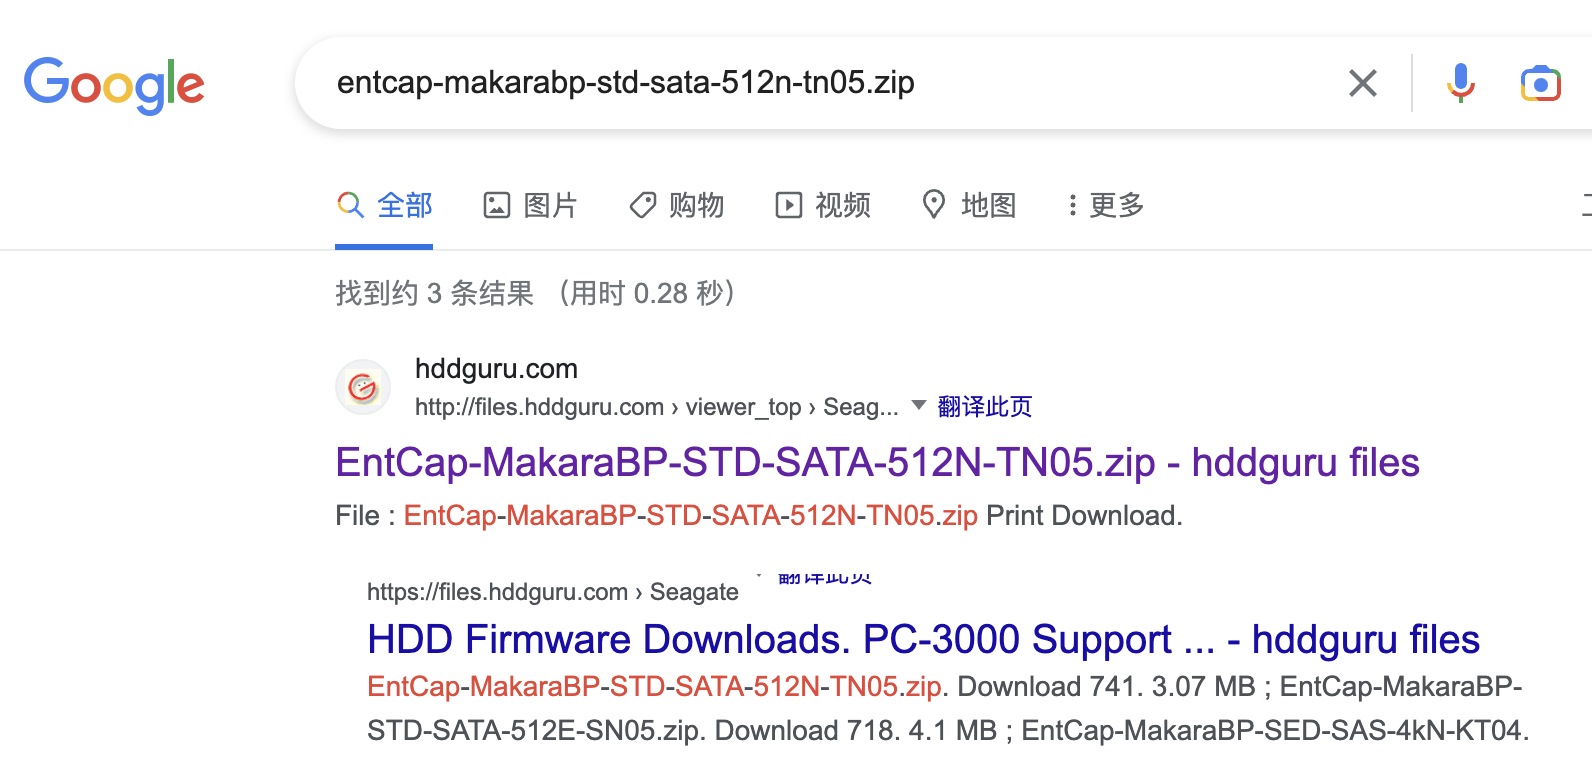 Google
entcap-makarabp-std-sata-512n-tn05.zip
全部 图片 购物 视频 地图 更多
找到约 3 条结果 （用时 0.28 秒）
hddguru.com
http://files.hddguru.com › viewer_top › Seag... 翻译此页
EntCap-MakaraBP-STD-SATA-512N-TN05.zip - hddguru files
File : EntCap-MakaraBP-STD-SATA-512N-TN05.zip Print Download.
https://files.hddguru.com › Seagate 翻译此页
HDD Firmware Downloads. PC-3000 Support ... - hddguru files
EntCap-MakaraBP-STD-SATA-512N-TN05.zip. Download 741. 3.07 MB ; EntCap-MakaraBP-
STD-SATA-512E-SN05.zip. Download 718. 4.1 MB ; EntCap-MakaraBP-SED-SAS-4kN-KT04.